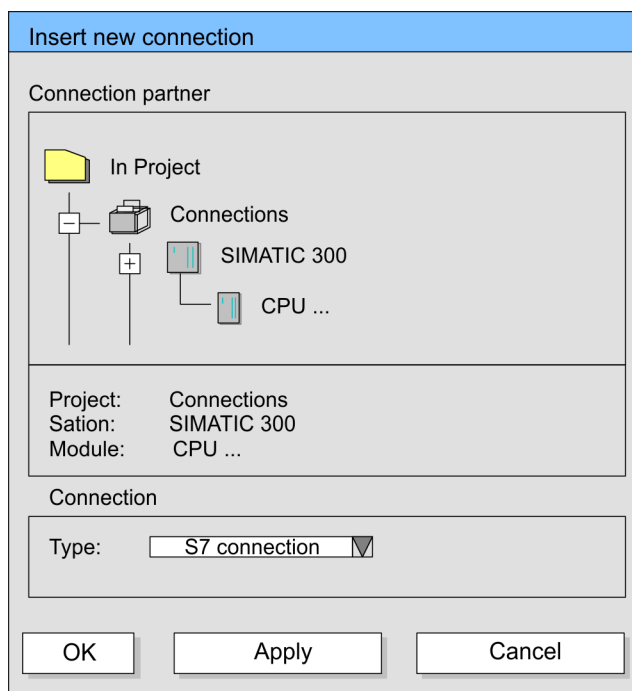 Insert new connection
Connection partner
In Project
Connections
SIMATIC 300
CPU ...
Project: Connections
Sation: SIMATIC 300
Module: CPU ...
Connection
Type: S7 connection
OK Apply Cancel